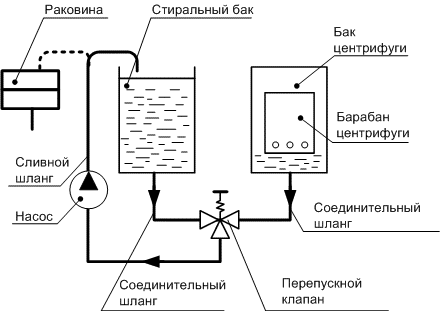 Раковина
Стиральный бак
Бак
центрифуги
Барабан
центрифуги
Сливной
шланг
Насос
Соединительный
шланг
Соединительный
шланг
Перепускной
клапан